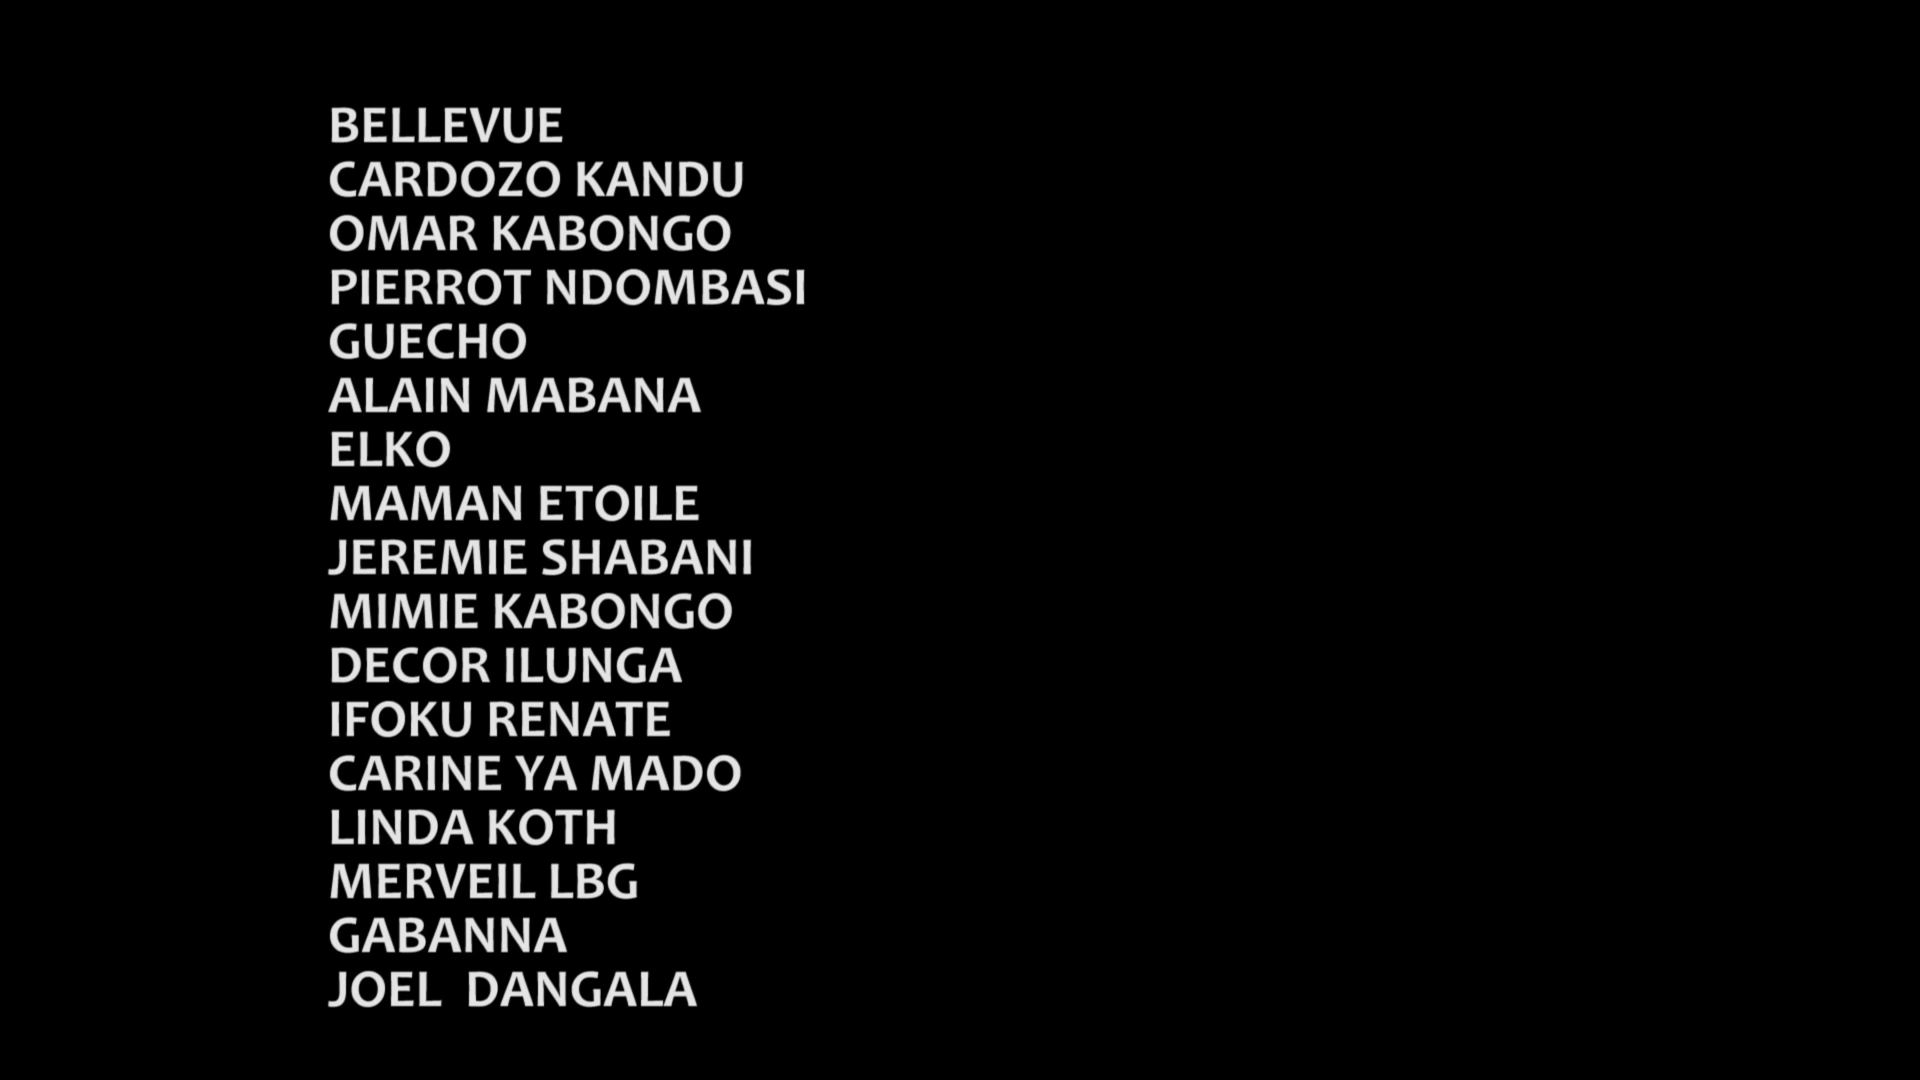 BELLEVUE
CARDOZO KANDU
OMAR KABONGO
PIERROT NDOMBASI
GUECHO
ALAIN MABANA
ELKO
MAMAN ETOILE
JEREMIE SHABANI
MIMIE KABONGO
DECOR ILUNGA
IFOKU RENATE
CARINE YA MADO
LINDA KOTH
MERVEIL LBG
GABANNA
JOEL  DANGALA